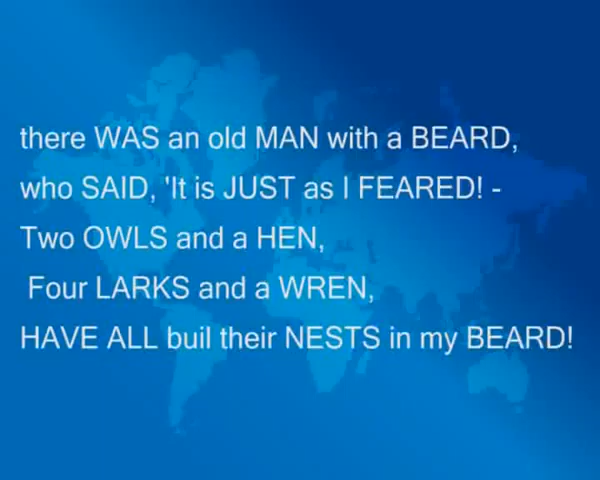 there WAS an old MAN with a BEARD,
who SAID, 'It is JUST as I FEARED! -
Two OWLS and a HEN,
Four LARKS and a WREN,
HAVE ALL buil their NESTS in my BEARD!